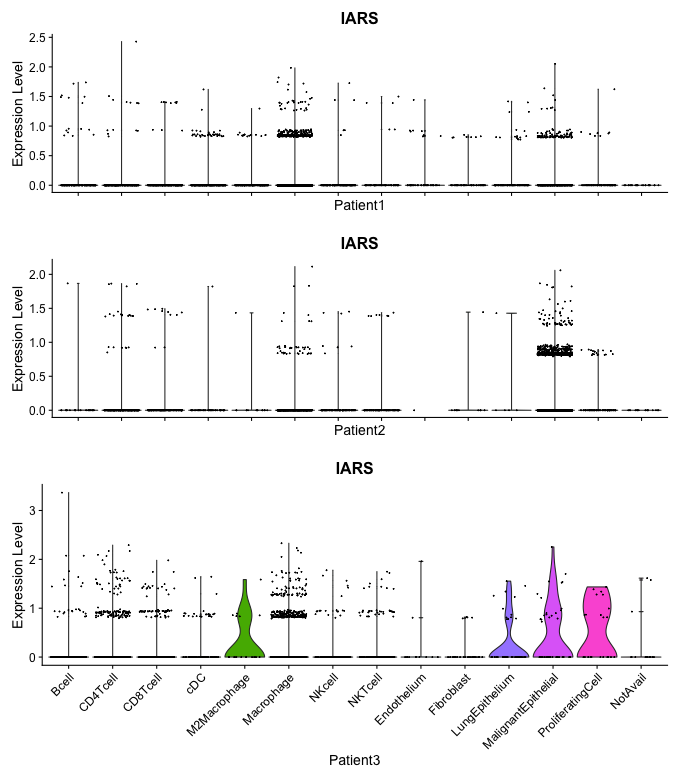 IARS
Expression Level
2.5
2.0
1.5
1.0
0.5
0.0
Patient1
IARS
Expression Level
2.0
1.5
1.0
0.5
0.0
Patient2
IARS
Expression Level
3
2
1
0
Bcell
CD4Tcell
CD8Tcell
cDC
M2Macrophage
Macrophage
NKcell
NKTcell
Endothelium
Fibroblast
LungEpithelium
MalignantEpithelial
ProliferatingCell
NotAvail
Patient3